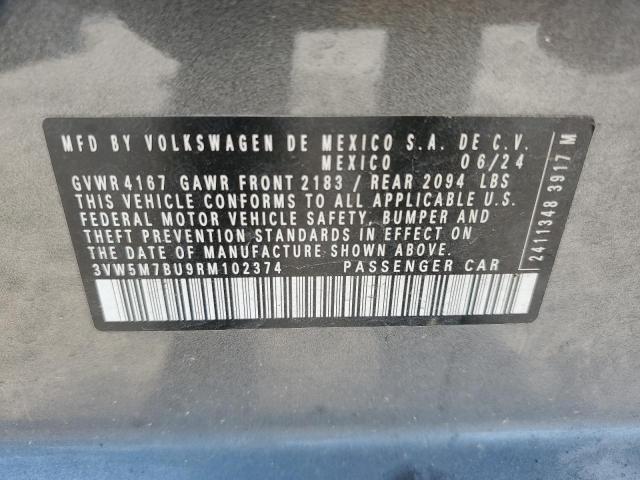 MFD BY VOLKSWAGEN DE MEXICO S.A. DE C.V.
MEXICO 06/24
GVWR 4167 GAWR FRONT 2183 / REAR 2094 LBS
THIS VEHICLE CONFORMS TO ALL APPLICABLE U.S.
FEDERAL MOTOR VEHICLE SAFETY, BUMPER AND
THEFT PREVENTION STANDARDS IN EFFECT ON
THE DATE OF MANUFACTURE SHOWN ABOVE.
3VW5M7BU9RM102374 PASSENGER CAR
2411348 3917 M